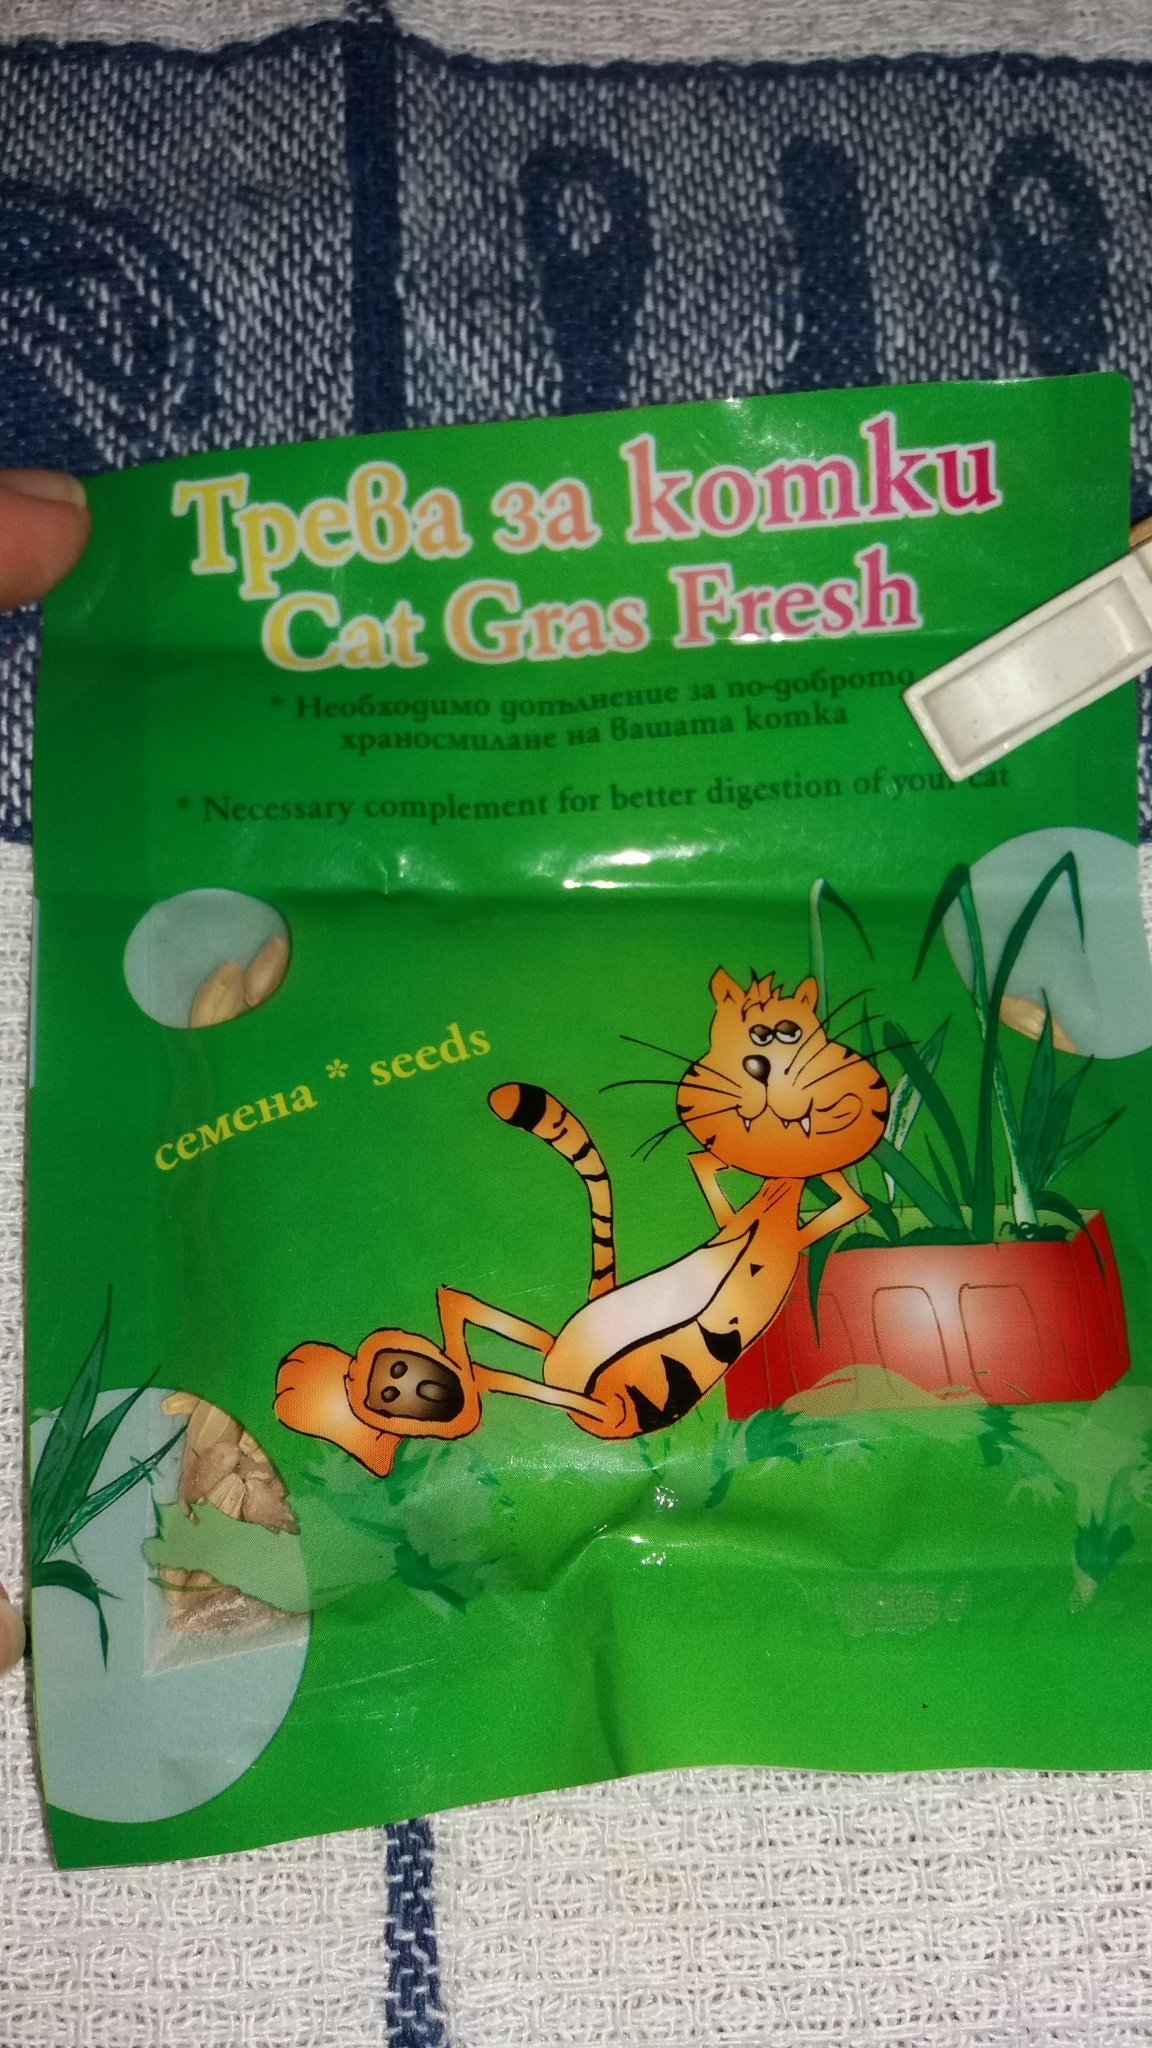 Трева за котки
Cat Gras Fresh
* Необходимо допълнение за по-доброто
храносмилане на вашата котка
* Necessary complement for better digestion of your cat
семена * seeds